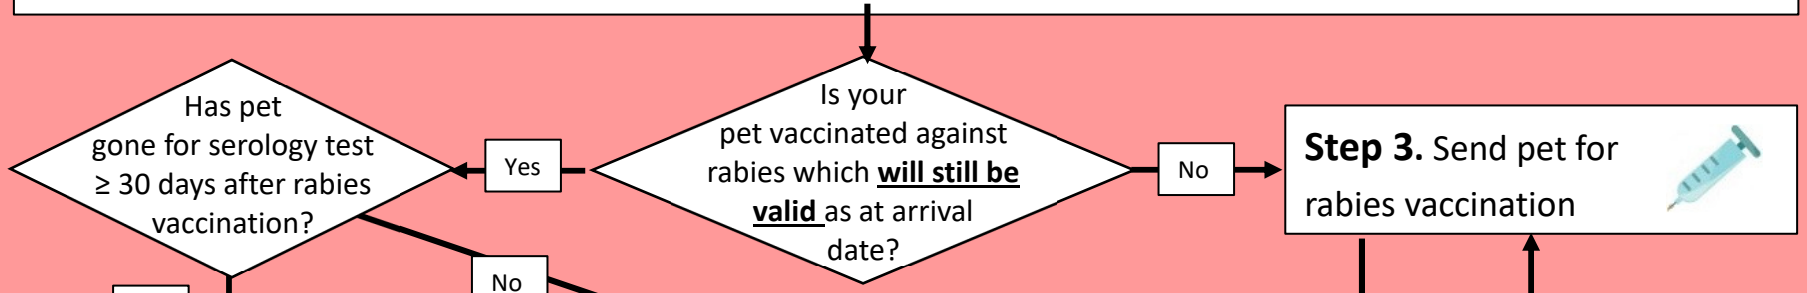 Has pet
gone for serology test
≥ 30 days after rabies
vaccination?
Yes
Is your
pet vaccinated against
rabies which will still be
valid as at arrival
date?
No
Step 3. Send pet for
rabies vaccination
No